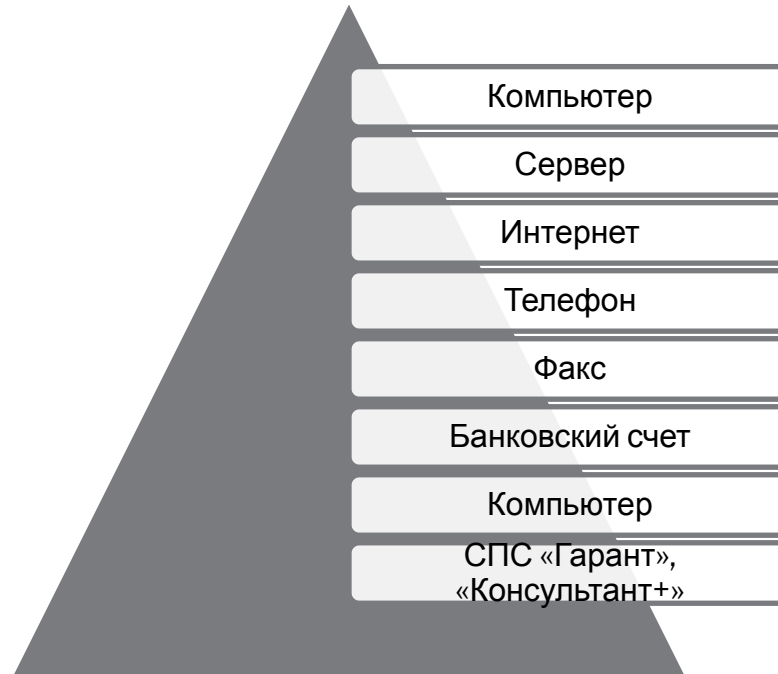 Компьютер
Сервер
Интернет
Телефон
Факс
Банковский счет
Компьютер
СПС «Гарант»,
«Консультант+»